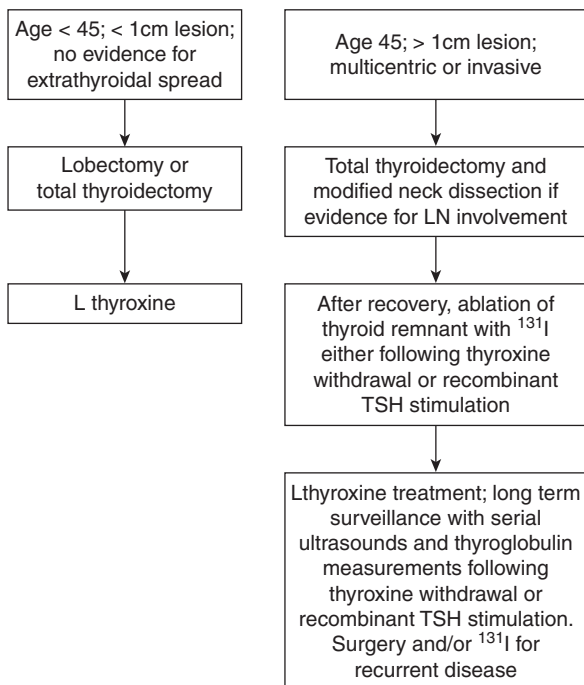 Age < 45; < 1cm lesion;
no evidence for
extrathyroidal spread
Lobectomy or
total thyroidectomy
L thyroxine
Age 45; > 1cm lesion;
multicentric or invasive
Total thyroidectomy and
modified neck dissection if
evidence for LN involvement
After recovery, ablation of
thyroid remnant with ¹³¹I
either following thyroxine
withdrawal or recombinant
TSH stimulation
Lthyroxine treatment; long term
surveillance with serial
ultrasounds and thyroglobulin
measurements following
thyroxine withdrawal or
recombinant TSH stimulation.
Surgery and/or ¹³¹I for
recurrent disease